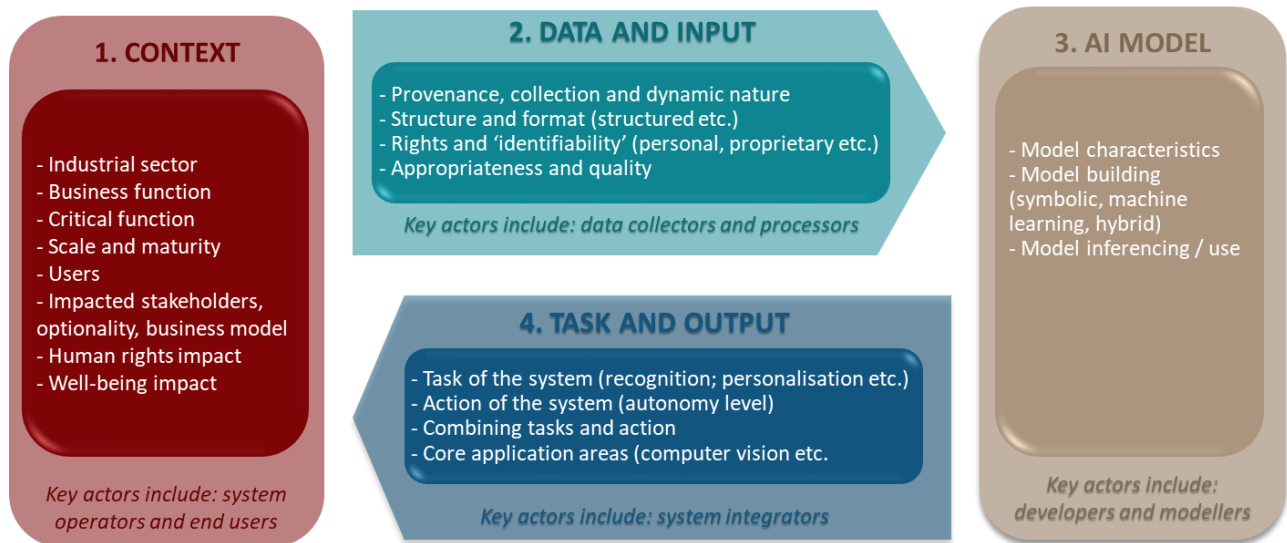 1. CONTEXT
- Industrial sector
- Business function
- Critical function
- Scale and maturity
- Users
- Impacted stakeholders,
optionality, business model
- Human rights impact
- Well-being impact
Key actors include: system
operators and end users
2. DATA AND INPUT
- Provenance, collection and dynamic nature
- Structure and format (structured etc.)
- Rights and ‘identifiability’ (personal, proprietary etc.)
- Appropriateness and quality
Key actors include: data collectors and processors
3. AI MODEL
- Model characteristics
- Model building
(symbolic, machine
learning, hybrid)
- Model inferencing / use
Key actors include:
developers and modellers
4. TASK AND OUTPUT
- Task of the system (recognition; personalisation etc.)
- Action of the system (autonomy level)
- Combining tasks and action
- Core application areas (computer vision etc.
Key actors include: system integrators